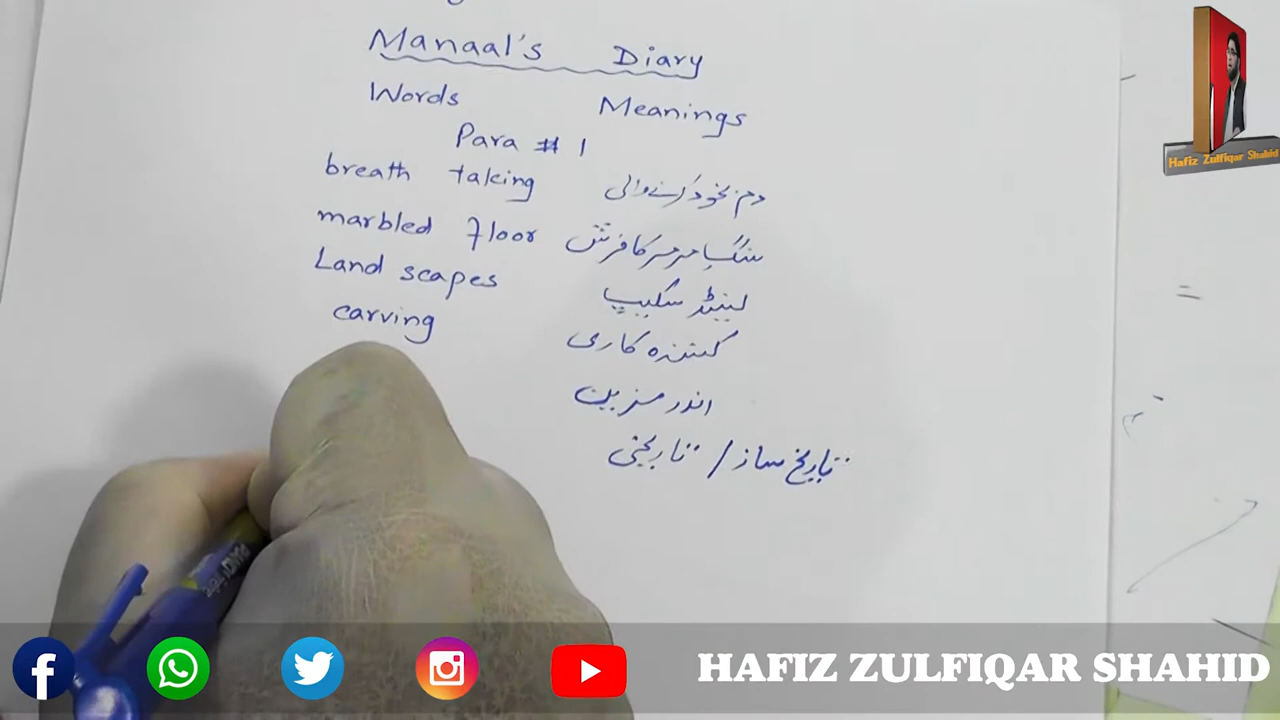 Manaal's Diary
Words Meanings
Para # 1
breath taking دم بخود کرنے والی
marbled floor سنگِ مرمر کا فرش
Land scapes لینڈ سکیپ
carving کندہ کاری
اندر
تاریخ ساز / تاریخی
Hafiz Zulfiqar Shahid
HAFIZ ZULFIQAR SHAHID